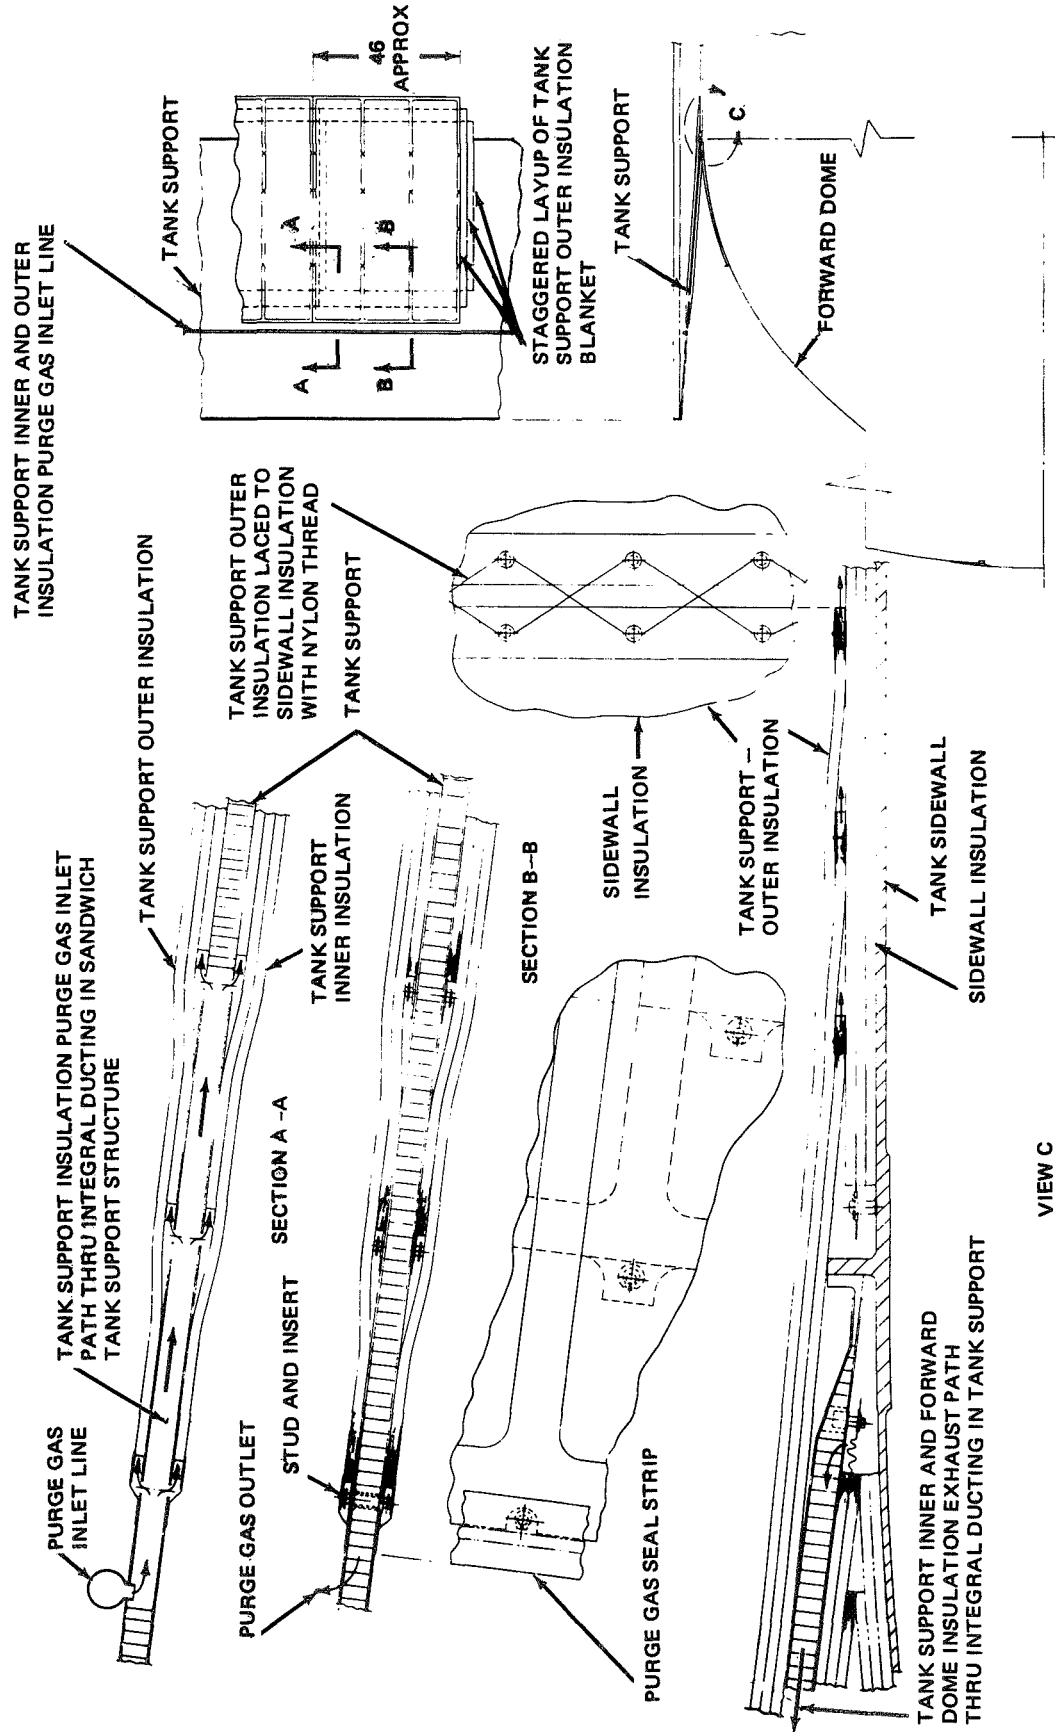 TANK SUPPORT INNER AND OUTER
INSULATION PURGE GAS INLET LINE
TANK SUPPORT
A
A
B
B
46
APPROX
STAGGERED LAYUP OF TANK
SUPPORT OUTER INSULATION
BLANKET
TANK SUPPORT
C
FORWARD DOME
TANK SUPPORT OUTER INSULATION
TANK SUPPORT OUTER
INSULATION LACED TO
SIDEWALL INSULATION
WITH NYLON THREAD
TANK SUPPORT
TANK SUPPORT INSULATION PURGE GAS INLET
PATH THRU INTEGRAL DUCTING IN SANDWICH
TANK SUPPORT STRUCTURE
PURGE GAS
INLET LINE
TANK SUPPORT
INNER INSULATION
SECTION A-A
STUD AND INSERT
PURGE GAS OUTLET
SECTION B--B
PURGE GAS SEAL STRIP
SIDEWALL
INSULATION
TANK SUPPORT –
OUTER INSULATION
TANK SIDEWALL
SIDEWALL INSULATION
TANK SUPPORT INNER AND FORWARD
DOME INSULATION EXHAUST PATH
THRU INTEGRAL DUCTING IN TANK SUPPORT
VIEW C